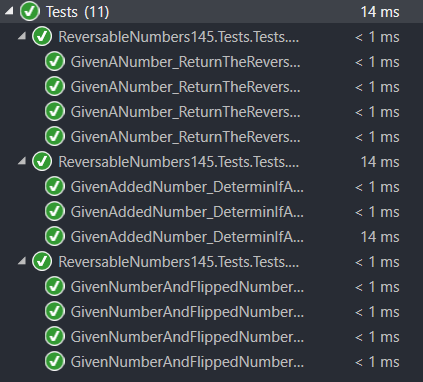 Tests (11) 14 ms
ReversableNumbers145.Tests.Tests.... < 1 ms
GivenANumber_ReturnTheRevers... < 1 ms
GivenANumber_ReturnTheRevers... < 1 ms
GivenANumber_ReturnTheRevers... < 1 ms
GivenANumber_ReturnTheRevers... < 1 ms
ReversableNumbers145.Tests.Tests.... 14 ms
GivenAddedNumber_DeterminIfA... < 1 ms
GivenAddedNumber_DeterminIfA... < 1 ms
GivenAddedNumber_DeterminIfA... 14 ms
ReversableNumbers145.Tests.Tests.... < 1 ms
GivenNumberAndFlippedNumber... < 1 ms
GivenNumberAndFlippedNumber... < 1 ms
GivenNumberAndFlippedNumber... < 1 ms
GivenNumberAndFlippedNumber... < 1 ms